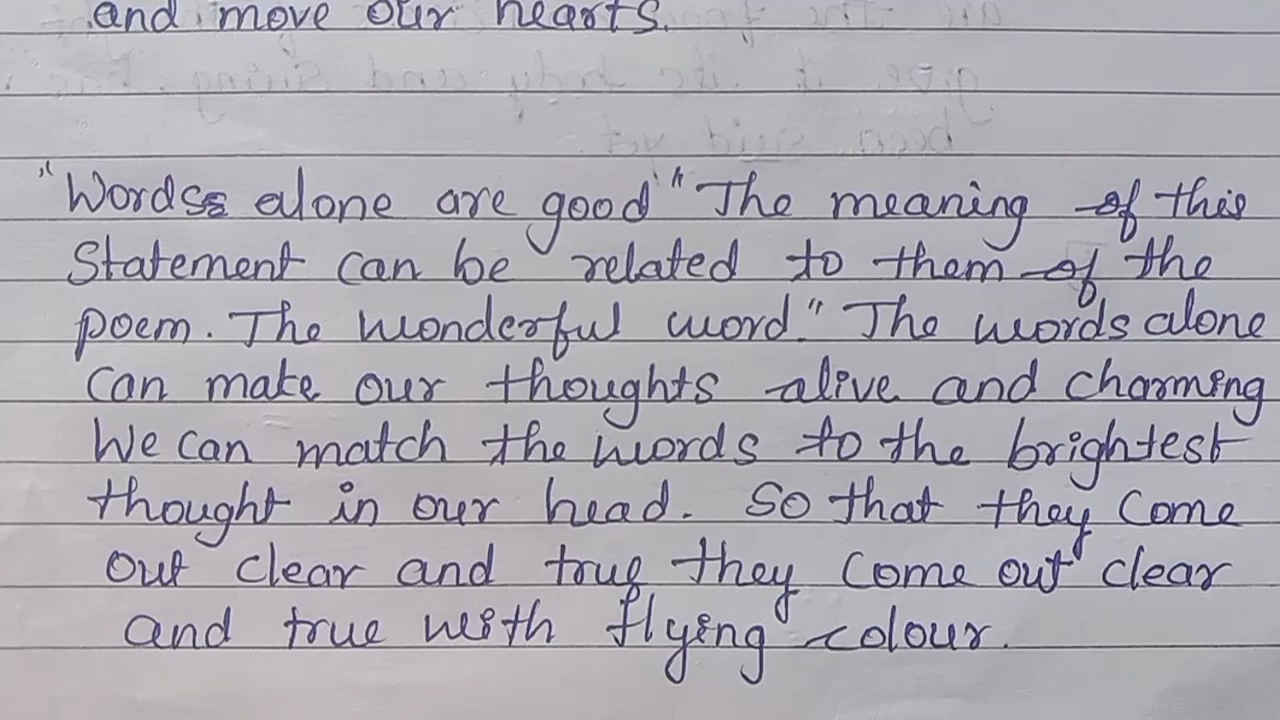 and move our hearts.
"Words alone are good" The meaning of this
Statement can be related to them of the
poem. The wonderful word." The words alone
can make our thoughts alive and charming
We can match the words to the brightest
thought in our head. So that they come
out clear and true they come out clear
and true with flying colour.